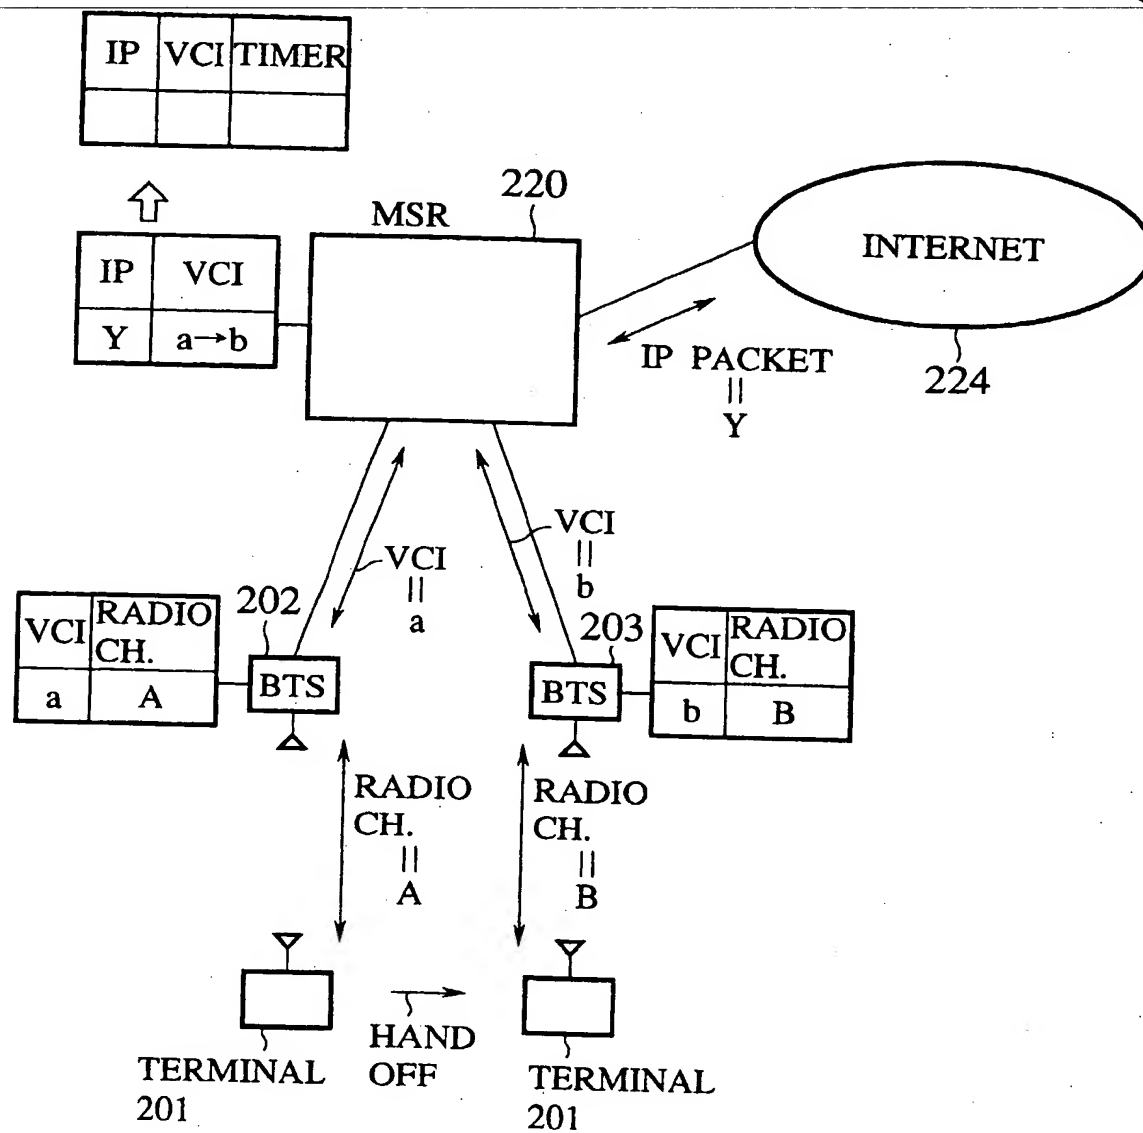 IP VCI TIMER
220
MSR
INTERNET
IP VCI
Y a→b
IP PACKET
||
Y
224
VCI
||
a
VCI
||
b
202
203
VCI RADIO CH.
a A
BTS
BTS
VCI RADIO CH.
b B
RADIO
CH.
||
A
RADIO
CH.
||
B
HAND
OFF
TERMINAL
201
TERMINAL
201